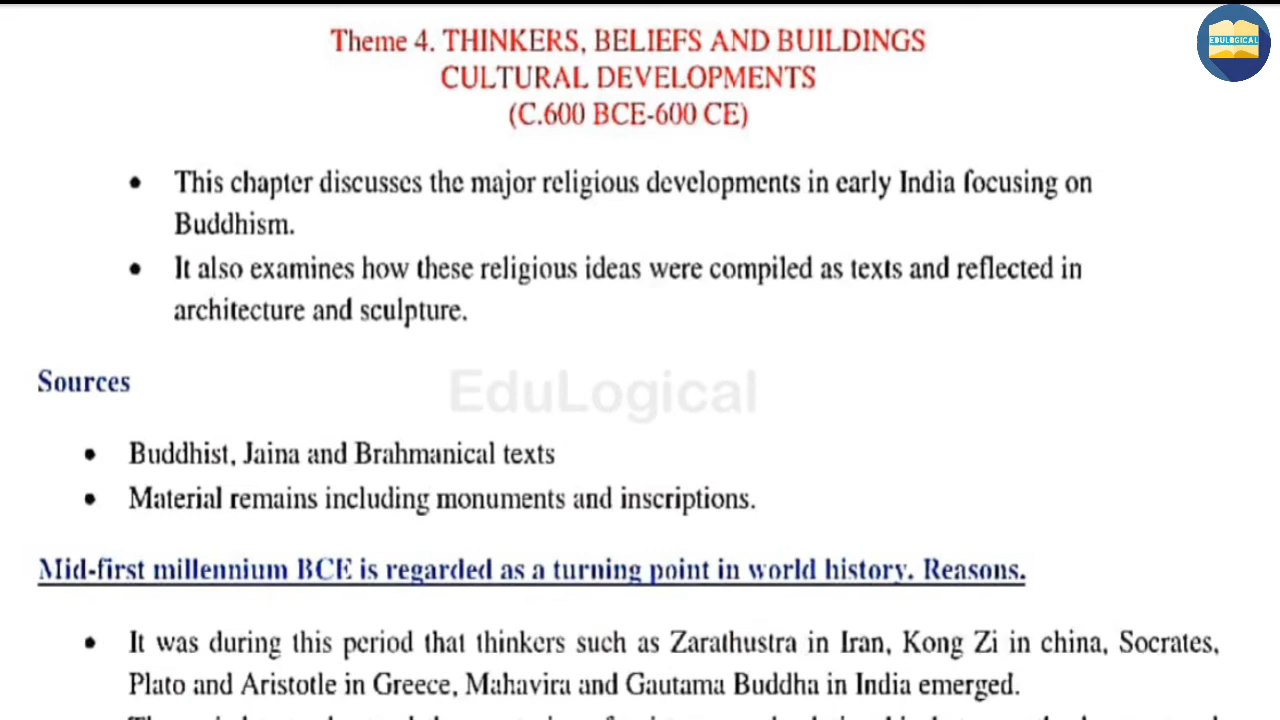 Theme 4. THINKERS, BELIEFS AND BUILDINGS
CULTURAL DEVELOPMENTS
(C.600 BCE-600 CE)
EDULOGICAL
• This chapter discusses the major religious developments in early India focusing on
Buddhism.
• It also examines how these religious ideas were compiled as texts and reflected in
architecture and sculpture.
Sources
EduLogical
• Buddhist, Jaina and Brahmanical texts
• Material remains including monuments and inscriptions.
Mid-first millennium BCE is regarded as a turning point in world history. Reasons.
• It was during this period that thinkers such as Zarathustra in Iran, Kong Zi in china, Socrates,
Plato and Aristotle in Greece, Mahavira and Gautama Buddha in India emerged.